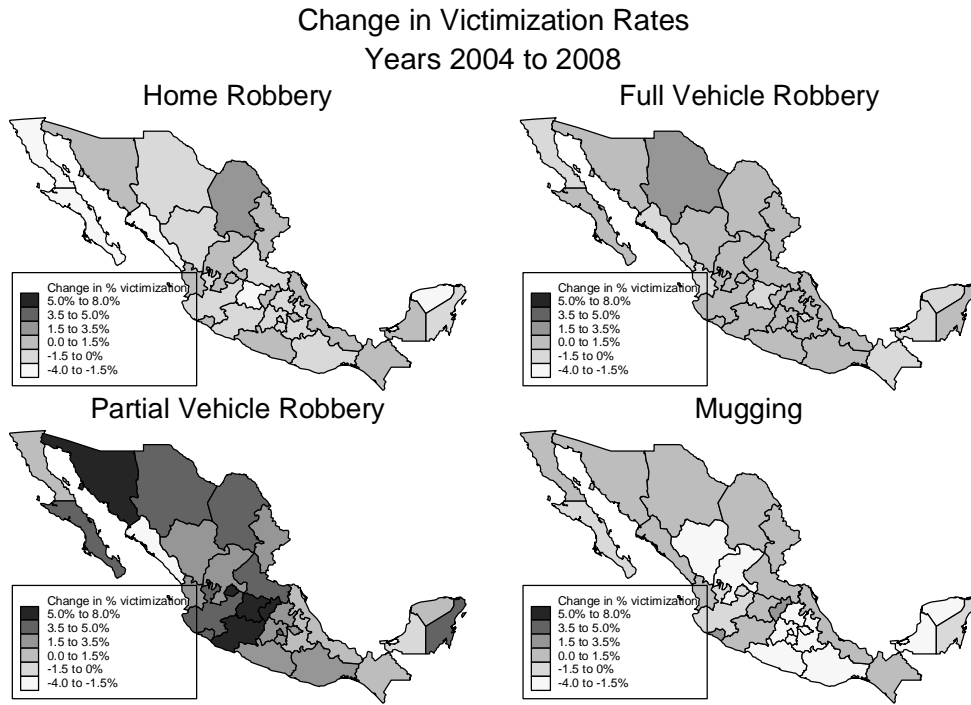 Change in Victimization Rates
Years 2004 to 2008
Home Robbery
Change in % victimization
5.0% to 8.0%
3.5 to 5.0%
1.5 to 3.5%
0.0 to 1.5%
-1.5 to 0%
-4.0 to -1.5%
Full Vehicle Robbery
Change in % victimization
5.0% to 8.0%
3.5 to 5.0%
1.5 to 3.5%
0.0 to 1.5%
-1.5 to 0%
-4.0 to -1.5%
Partial Vehicle Robbery
Change in % victimization
5.0% to 8.0%
3.5 to 5.0%
1.5 to 3.5%
0.0 to 1.5%
-1.5 to 0%
-4.0 to -1.5%
Mugging
Change in % victimization
5.0% to 8.0%
3.5 to 5.0%
1.5 to 3.5%
0.0 to 1.5%
-1.5 to 0%
-4.0 to -1.5%